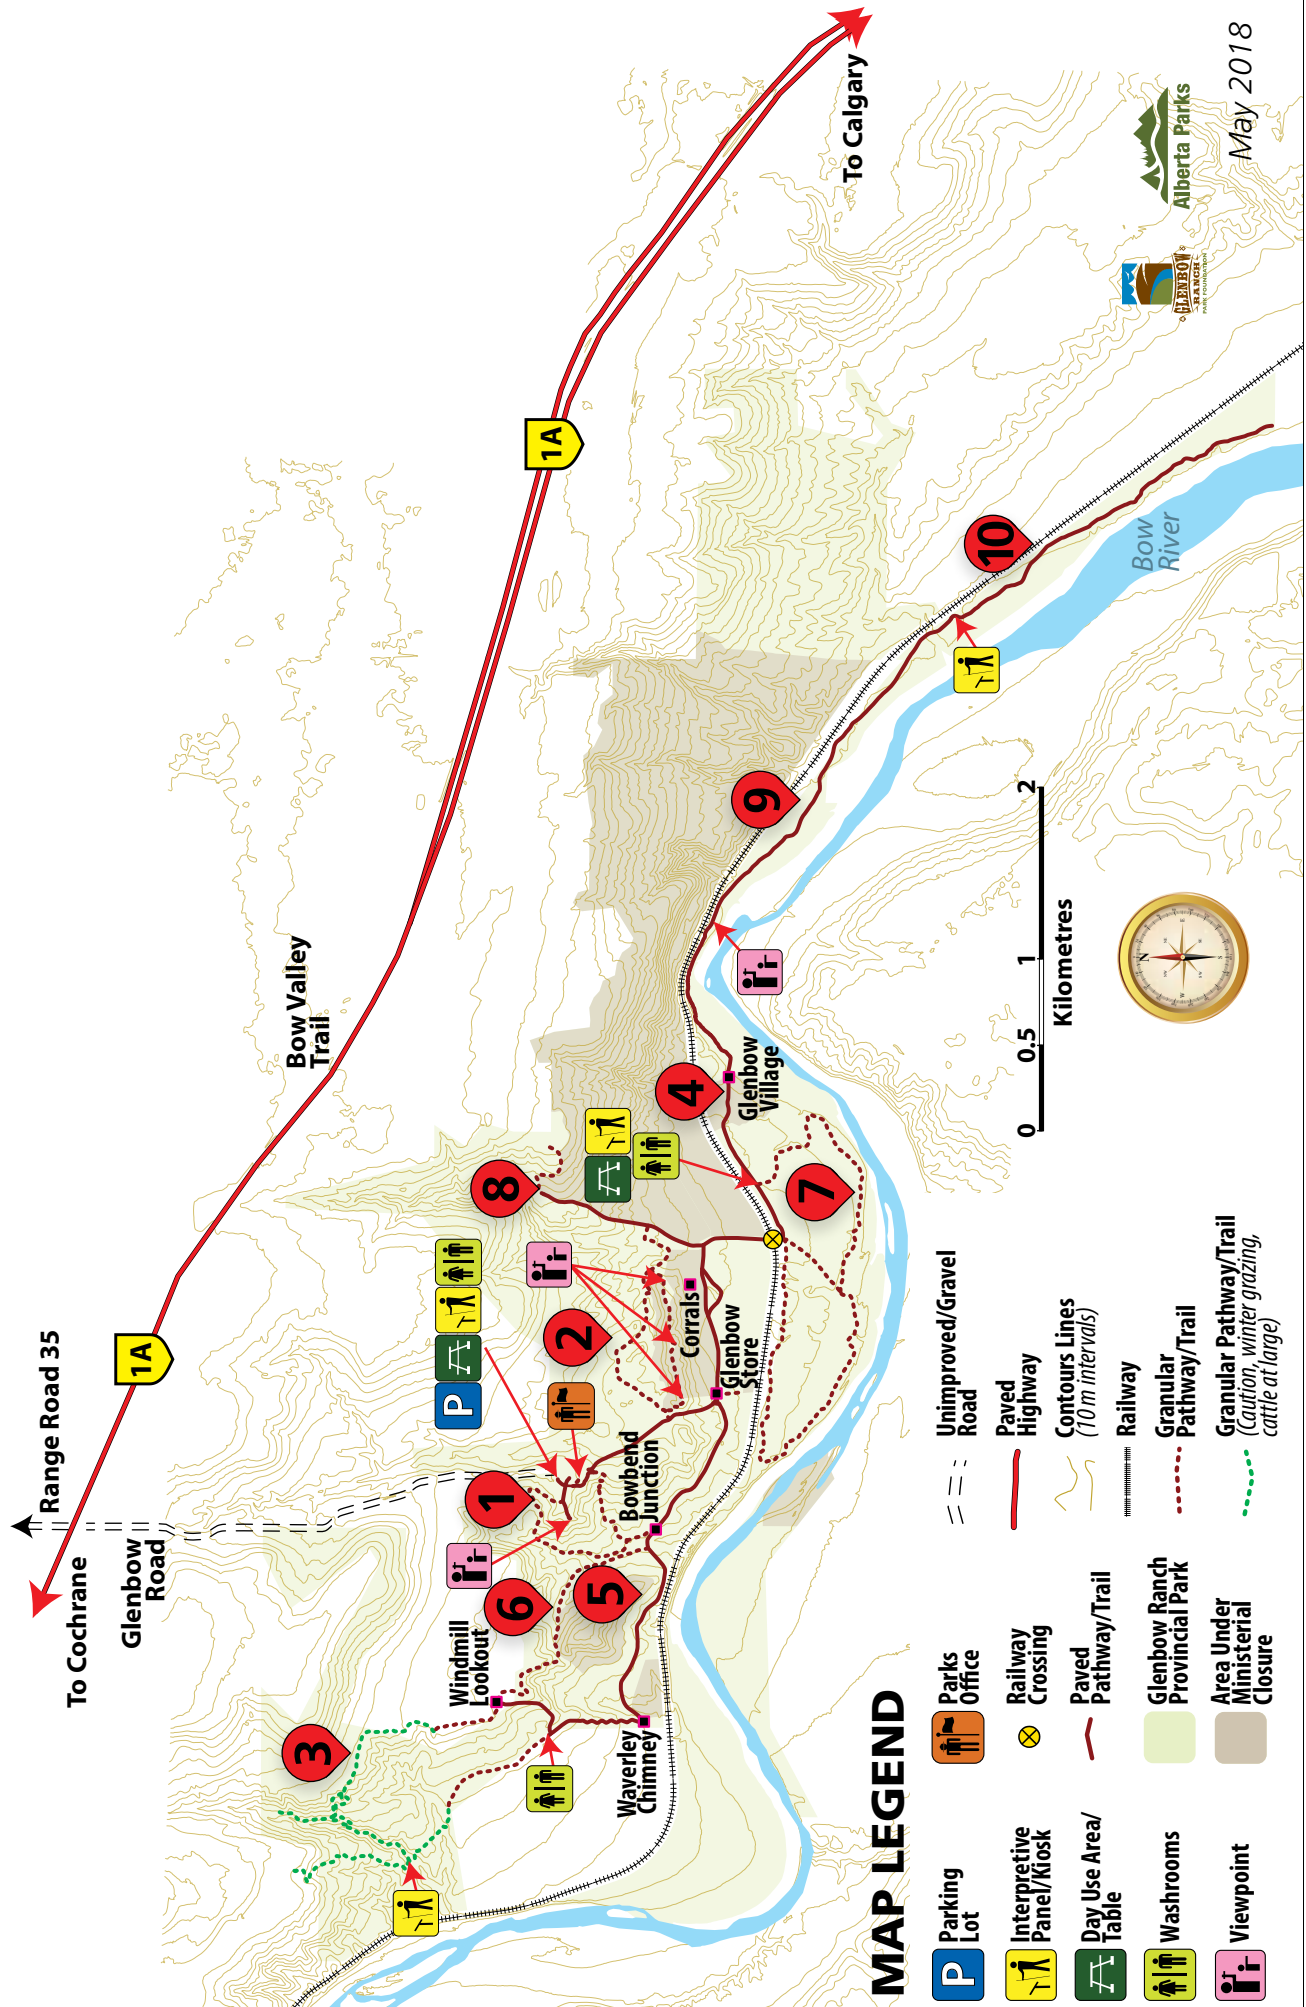 To Cochrane
Range Road 35
1A
Glenbow
Road
Bow Valley
Trail
1A
To Calgary
3
Windmill
Lookout
6
1
8
2
5
Bowbend
Junction
Waverley
Chimney
P
Corrals
Glenbow
Store
4
Glenbow
Village
7
9
10
Bow
River
MAP LEGEND
P
Parking
Lot
Interpretive
Panel/Kiosk
Day Use Area/
Table
Washrooms
Viewpoint
Parks
Office
Railway
Crossing
Paved
Pathway/Trail
Glenbow Ranch
Provincial Park
Area Under
Ministerial
Closure
Unimproved/Gravel
Road
Paved
Highway
Contours Lines
(10 m intervals)
Railway
Granular
Pathway/Trail
Granular Pathway/Trail
(Caution, winter grazing,
cattle at large)
0 0.5 1 2
Kilometres
N
GLENBOW
RANCH
PARK FOUNDATION
Alberta Parks
May 2018